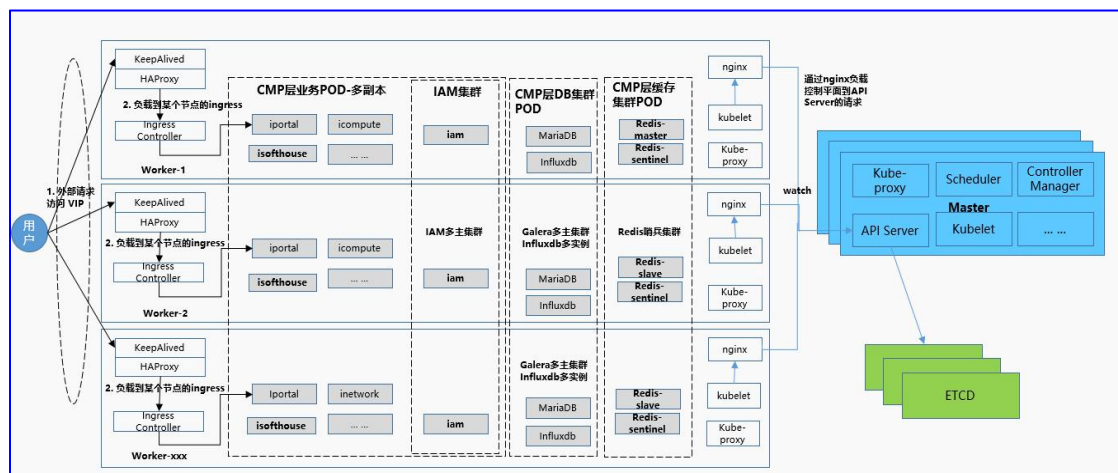 用户
1. 外部请求
访问 VIP
KeepAlived
HAProxy
2. 负载到某个节点的ingress
Ingress
Controller
Worker-1
CMP层业务POD-多副本
iportal
icompute
isofthouse
... ...
IAM集群
iam
CMP层DB集群
POD
MariaDB
Influxdb
CMP层缓存
集群POD
Redis-
master
Redis-
sentinel
nginx
kubelet
Kube-
proxy
KeepAlived
HAProxy
2. 负载到某个节点的ingress
Ingress
Controller
Worker-2
iportal
icompute
isofthouse
... ...
IAM多主集群
iam
Galera多主集群
Influxdb多实例
MariaDB
Influxdb
Redis哨兵集群
Redis-
slave
Redis-
sentinel
nginx
kubelet
Kube-
proxy
KeepAlived
HAProxy
2. 负载到某个节点的ingress
Ingress
Controller
Worker-xxx
Iportal
inetwork
isofthouse
... ...
iam
Galera多主集群
Influxdb多实例
MariaDB
Influxdb
Redis-
slave
Redis-
sentinel
nginx
kubelet
Kube-
proxy
通过nginx负载
控制平面到API
Server的请求
watch
Kube-
proxy
Scheduler
Controller
Manager
Master
API Server
Kubelet
... ...
ETCD